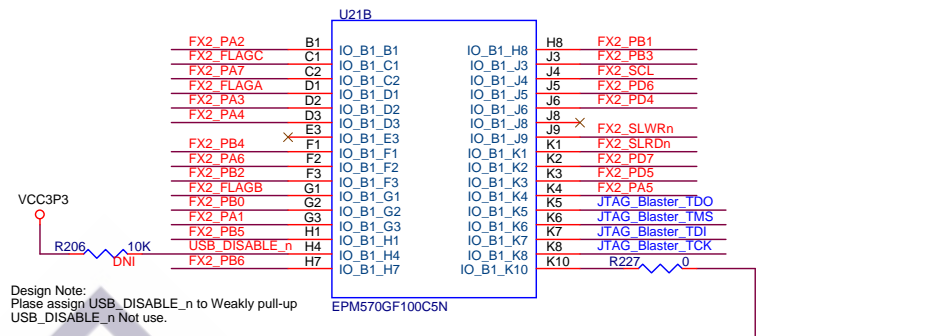 U21B
FX2_PA2 B1 IO_B1_B1 IO_B1_H8 H8 FX2_PB1
FX2_FLAGC C1 IO_B1_C1 IO_B1_J3 J3 FX2_PB3
FX2_PA7 C2 IO_B1_C2 IO_B1_J4 J4 FX2_SCL
FX2_FLAGA D1 IO_B1_D1 IO_B1_J5 J5 FX2_PD6
FX2_PA3 D2 IO_B1_D2 IO_B1_J6 J6 FX2_PD4
FX2_PA4 D3 IO_B1_D3 IO_B1_J8 J8
E3 IO_B1_E3 IO_B1_J9 J9 FX2_SLWRn
FX2_PB4 F1 IO_B1_F1 IO_B1_K1 K1 FX2_SLRDn
FX2_PA6 F2 IO_B1_F2 IO_B1_K2 K2 FX2_PD7
FX2_PB2 F3 IO_B1_F3 IO_B1_K3 K3 FX2_PD5
FX2_FLAGB G1 IO_B1_G1 IO_B1_K4 K4 FX2_PA5
VCC3P3 FX2_PB0 G2 IO_B1_G2 IO_B1_K5 K5 JTAG_Blaster_TDO
FX2_PA1 G3 IO_B1_G3 IO_B1_K6 K6 JTAG_Blaster_TMS
FX2_PB5 H1 IO_B1_H1 IO_B1_K7 K7 JTAG_Blaster_TDI
R206 10K USB_DISABLE_n H4 IO_B1_H4 IO_B1_K8 K8 JTAG_Blaster_TCK
DNI FX2_PB6 H7 IO_B1_H7 IO_B1_K10 K10 R227 0
Design Note:
Plase assign USB_DISABLE_n to Weakly pull-up
USB_DISABLE_n Not use.
EPM570GF100C5N